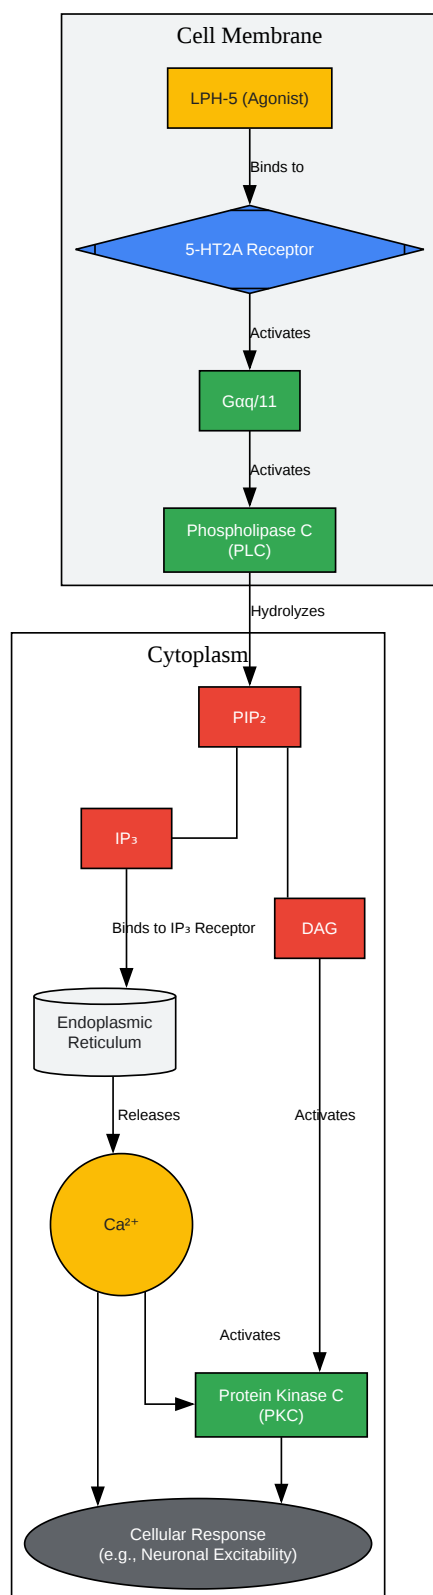 Cell Membrane
LPH-5 (Agonist)
Binds to
5-HT2A Receptor
Activates
Gαq/11
Activates
Phospholipase C
(PLC)
Hydrolyzes
Cytoplasm
PIP₂
IP₃
Binds to IP₃ Receptor
DAG
Endoplasmic
Reticulum
Releases
Activates
Ca²⁺
Activates
Protein Kinase C
(PKC)
Cellular Response
(e.g., Neuronal Excitability)